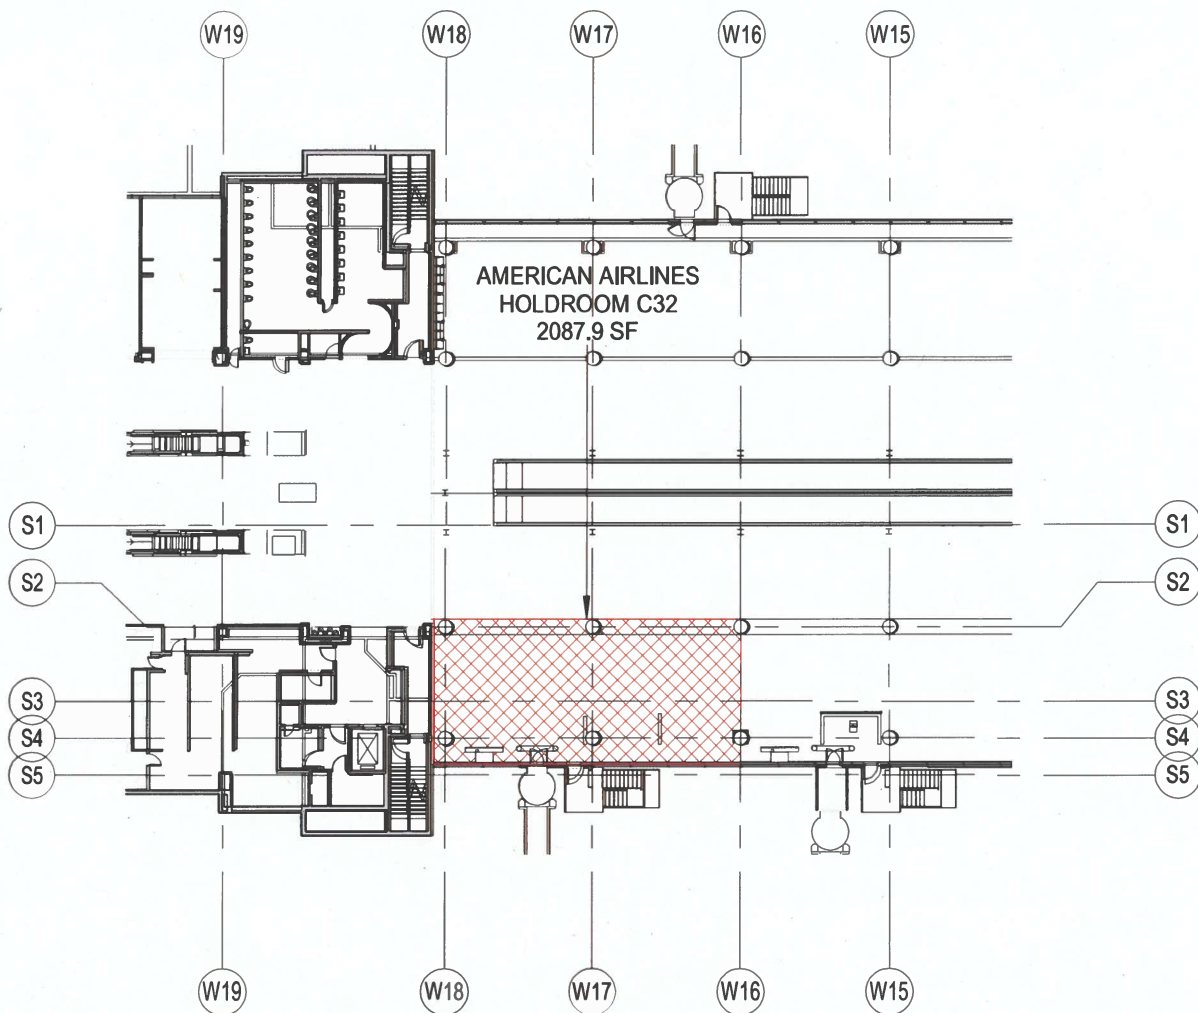 W19 W18 W17 W16 W15
AMERICAN AIRLINES
HOLDROOM C32
2087.9 SF
S1 S1
S2 S2
S3 S3
S4 S4
S5 S5
W19 W18 W17 W16 W15